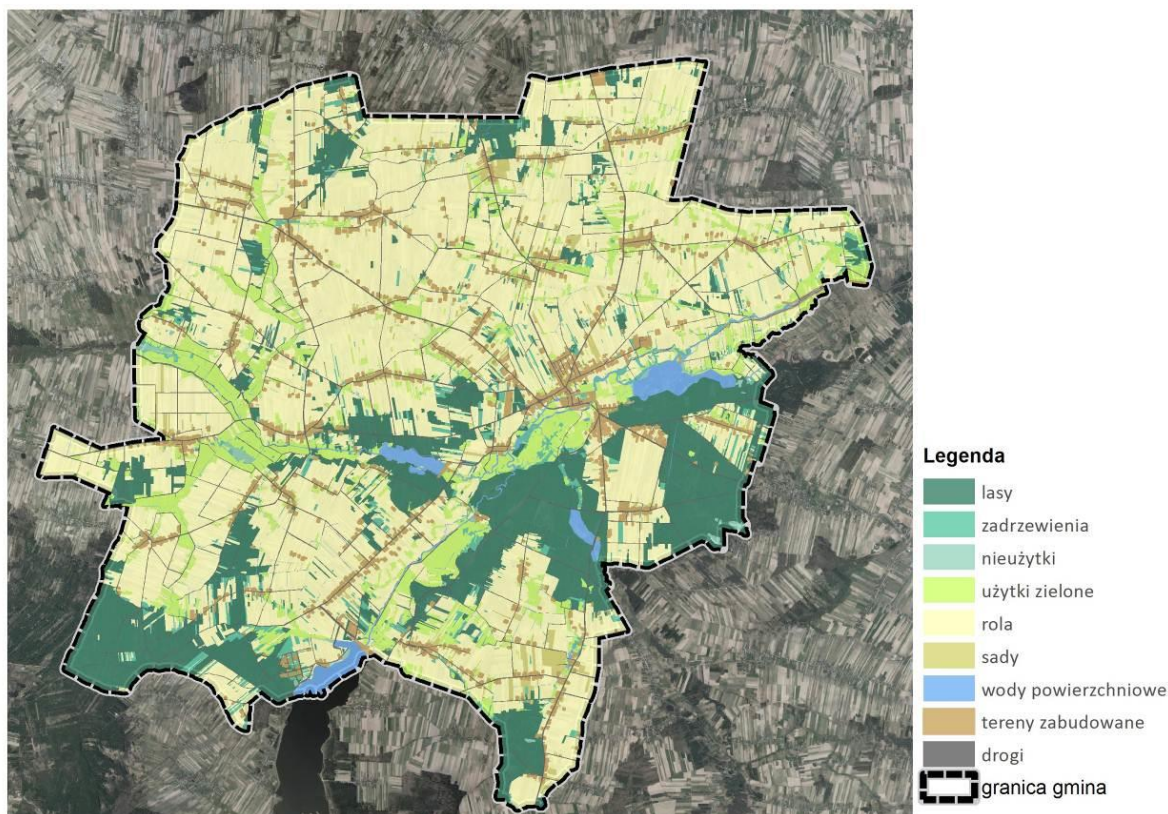 Legenda
lasy
zadrzewienia
nieużytki
użytki zielone
rola
sady
wody powierzchniowe
tereny zabudowane
drogi
granica gmina